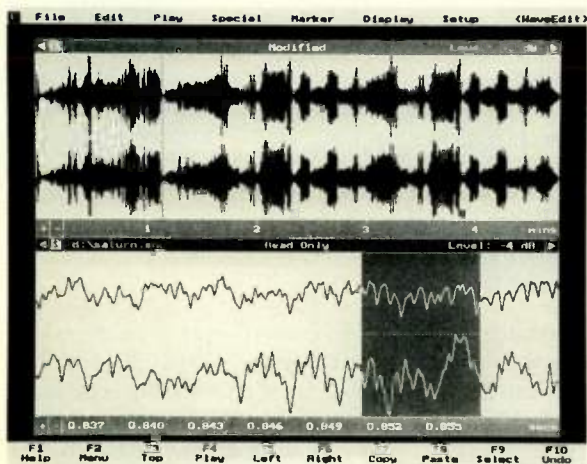 File Edit Play Special Marker Display Setup <WaveEdit>
Modified
1 2 3 4 mins
Read Only Level: -4 dB
0.837 0.840 0.843 0.846 0.849 0.852 0.855
F1 F2 F4 F9 F10
Help Menu Top Play Left Right Copy Paste Select Undo